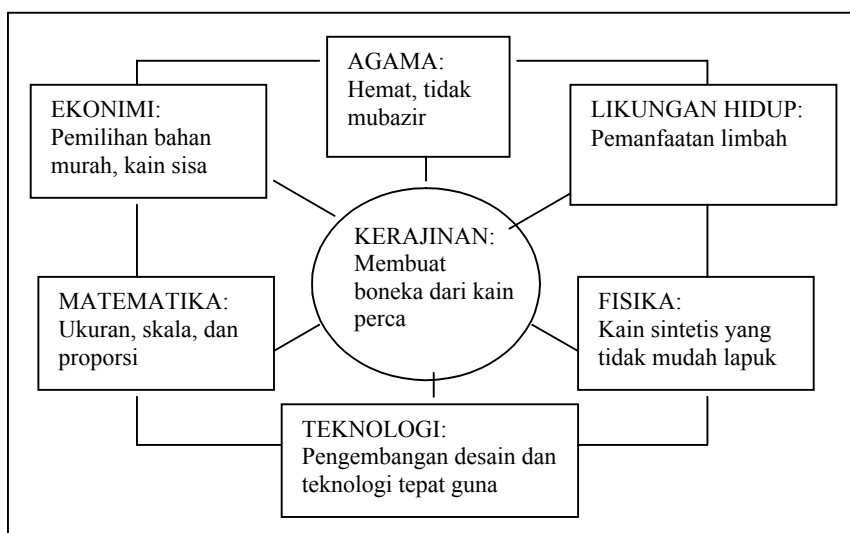 AGAMA:
Hemat, tidak
mubazir
EKONIMI:
Pemilihan bahan
murah, kain sisa
LIKUNGAN HIDUP:
Pemanfaatan limbah
KERAJINAN:
Membuat
boneka dari kain
perca
MATEMATIKA:
Ukuran, skala, dan
proporsi
FISIKA:
Kain sintetis yang
tidak mudah lapuk
TEKNOLOGI:
Pengembangan desain dan
teknologi tepat guna